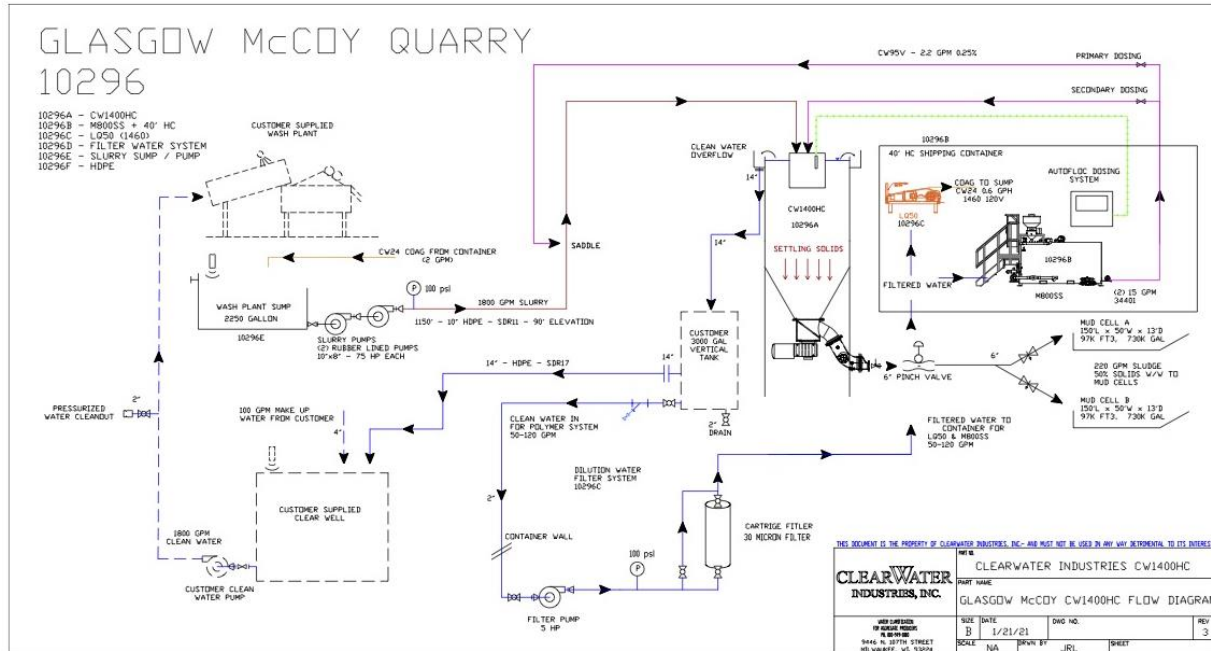 GLASGOW McCOY QUARRY
10296
10296A - CW1400HC
10296B - M800SS + 40' HC
10296C - LQ50 (1460)
10296D - FILTER WATER SYSTEM
10296E - SLURRY SUMP / PUMP
10296F - HDPE
CUSTOMER SUPPLIED
WASH PLANT
CW95V - 2.2 GPM 0.25%
PRIMARY DOSING
SECONDARY DOSING
CLEAN WATER
OVERFLOW
14"
14"
CW1400HC
10296A
SETTLING SOLIDS
10296B
40' HC SHIPPING CONTAINER
COAG TO SUMP
CW24 0.6 GPH
1460 120V
LQ50
10296C
AUTOFLOC DOSING
SYSTEM
10296B
M800SS
FILTERED WATER
(2) 15 GPM
34401
SADDLE
CW24 COAG FROM CONTAINER
(2 GPM)
P
100 psi
1800 GPM SLURRY
1150' - 10" HDPE - SDR11 - 90' ELEVATION
WASH PLANT SUMP
2250 GALLON
10296E
SLURRY PUMPS
(2) RUBBER LINED PUMPS
10"x8" - 75 HP EACH
CUSTOMER
3000 GAL
VERTICAL
TANK
14"
14" - HDPE - SDR17
2"
DRAIN
6" PINCH VALVE
6"
MUD CELL A
150'L x 50'W x 13'D
97K FT3, 730K GAL
220 GPM SLUDGE
50% SOLIDS W/W TO
MUD CELLS
MUD CELL B
150'L x 50'W x 13'D
97K FT3, 730K GAL
PRESSURIZED
WATER CLEANOUT
2"
100 GPM MAKE UP
WATER FROM CUSTOMER
4"
CLEAN WATER IN
FOR POLYMER SYSTEM
50-120 GPM
FILTERED WATER TO
CONTAINER FOR
LQ50 & M800SS
50-120 GPM
DILUTION WATER
FILTER SYSTEM
10296C
2"
CUSTOMER SUPPLIED
CLEAR WELL
CONTAINER WALL
1800 GPM
CLEAN WATER
CUSTOMER CLEAN
WATER PUMP
P
100 psi
CARTRIGE FITLER
30 MICRON FILTER
FILTER PUMP
5 HP
THIS DOCUMENT IS THE PROPERTY OF CLEARWATER INDUSTRIES, INC- AND MUST NOT BE USED IN ANY WAY DETRIMENTAL TO ITS INTEREST
CLEARWATER
INDUSTRIES, INC.
WATER CLARIFICATION
FOR AGGREGATE PRODUCERS
9446 N. 107TH STREET
MILWAUKEE, WI. 53224
PART NO.
CLEARWATER INDUSTRIES CW1400HC
PART NAME
GLASGOW McCOY CW1400HC FLOW DIAGRAM
SIZE
B
DATE
1/21/21
DWG NO.
REV
3
SCALE
NA
DRWN BY
JRL
SHEET